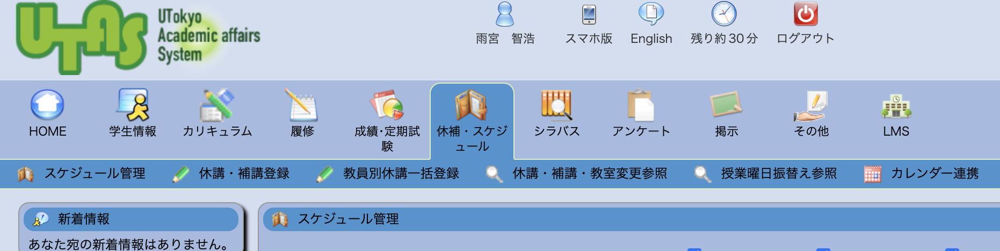 UTAS
UTokyo
Academic affairs
System
雨宮　智浩
スマホ版
English
残り約30分
ログアウト
HOME
学生情報
カリキュラム
履修
成績・定期試
験
休補・スケジ
ュール
シラバス
アンケート
掲示
その他
LMS
スケジュール管理
休講・補講登録
教員別休講一括登録
休講・補講・教室変更参照
授業曜日振替え参照
カレンダー連携
新着情報
あなた宛の新着情報はありません。
スケジュール管理